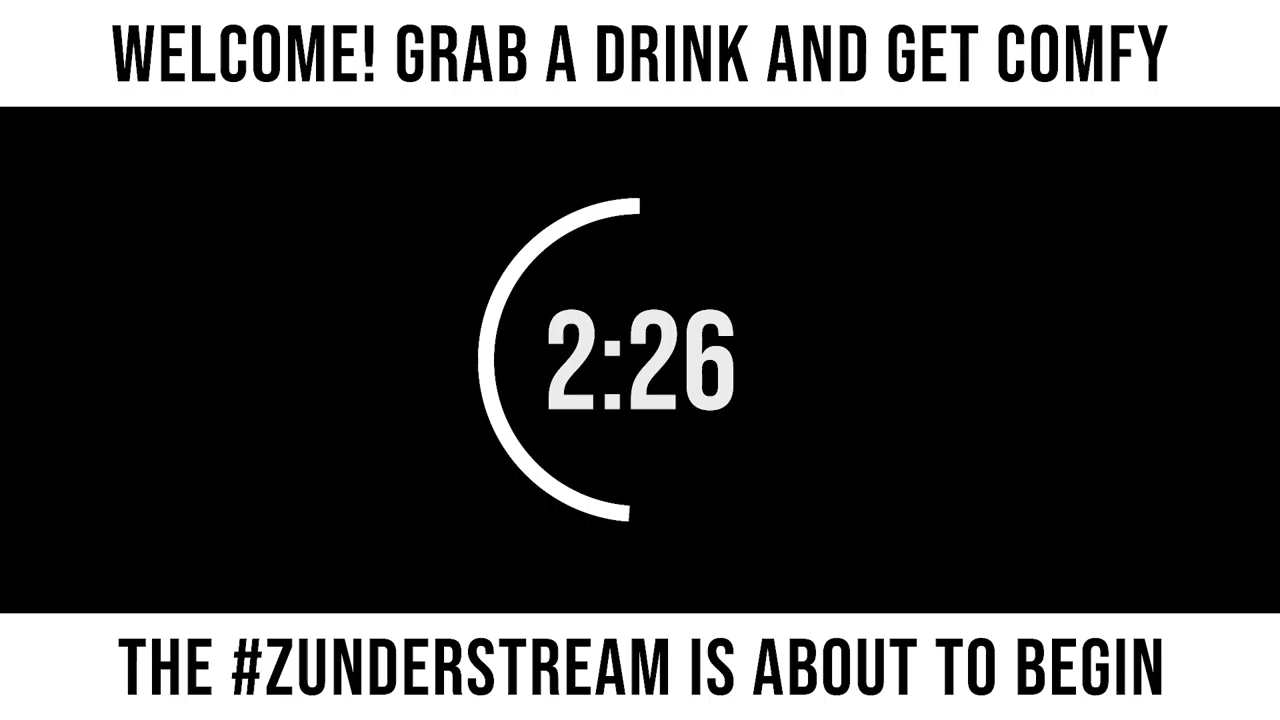 WELCOME! GRAB A DRINK AND GET COMFY
2:26
THE #ZUNDERSTREAM IS ABOUT TO BEGIN